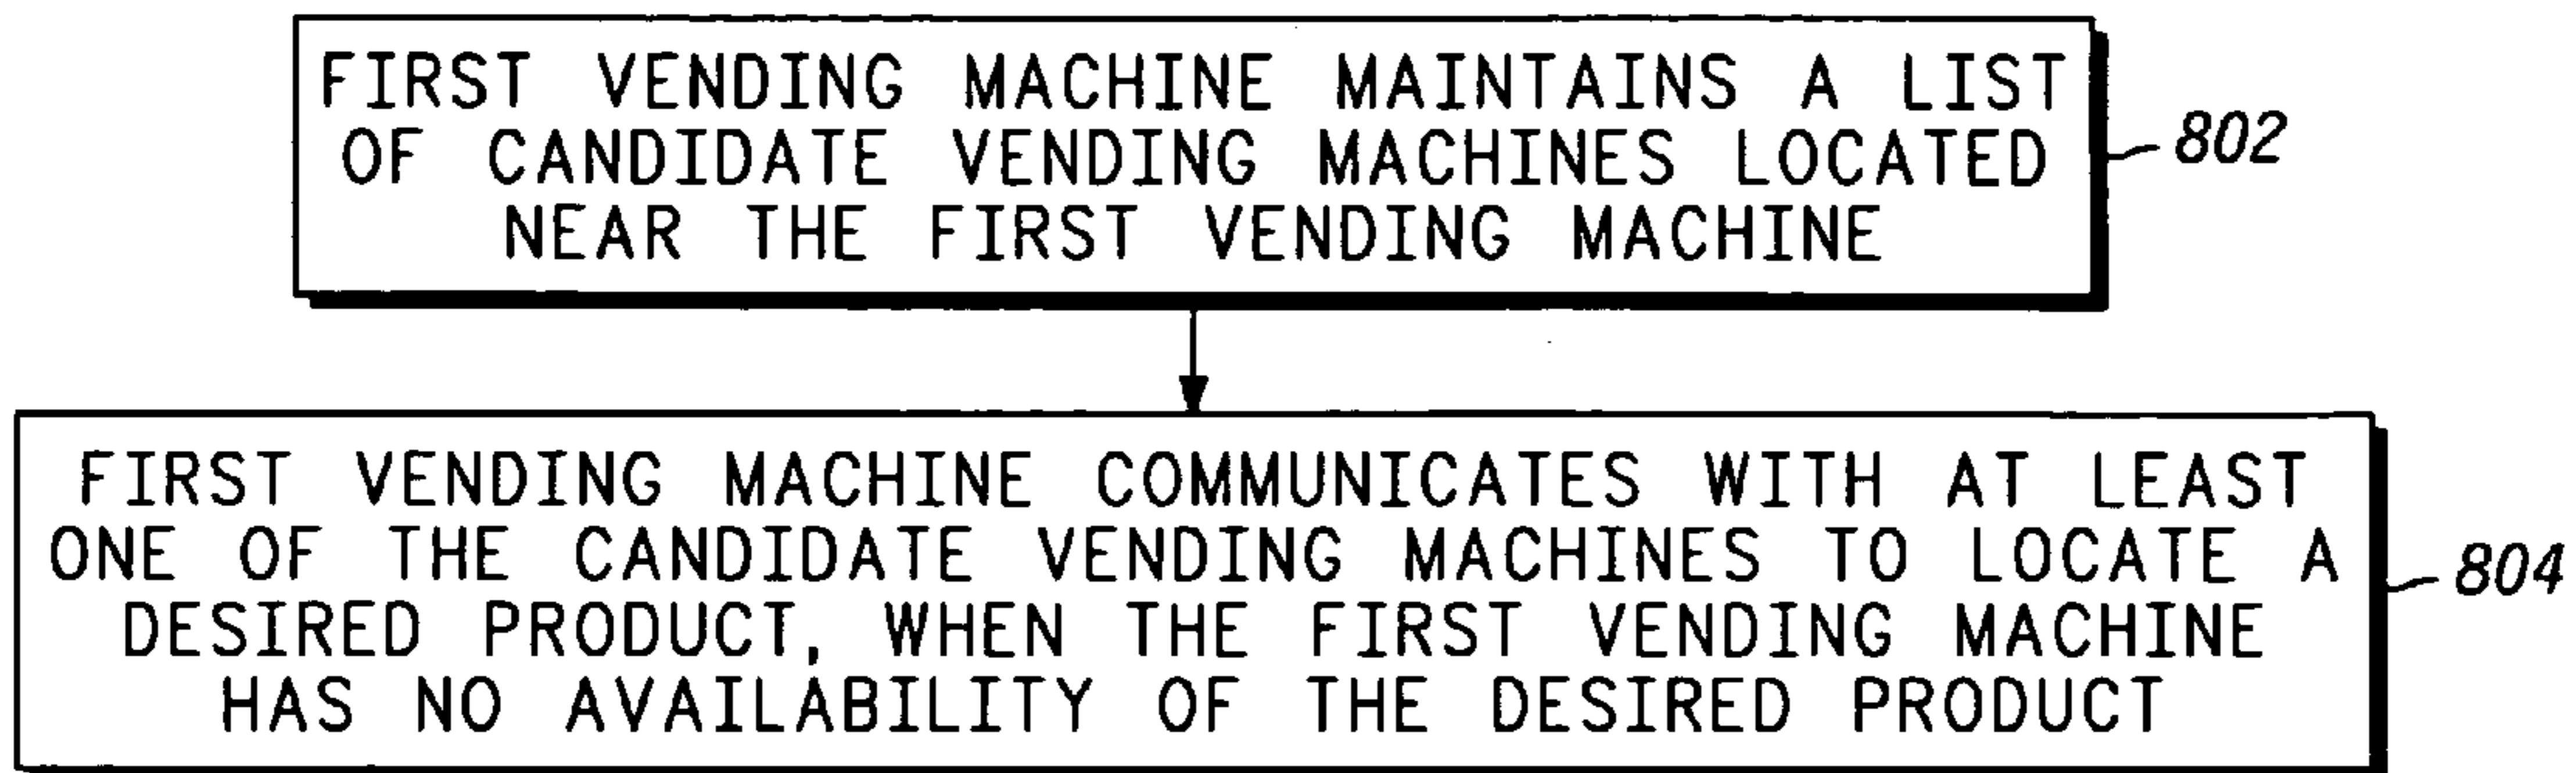 FIRST VENDING MACHINE MAINTAINS A LIST
OF CANDIDATE VENDING MACHINES LOCATED
NEAR THE FIRST VENDING MACHINE
802
FIRST VENDING MACHINE COMMUNICATES WITH AT LEAST
ONE OF THE CANDIDATE VENDING MACHINES TO LOCATE A
DESIRED PRODUCT, WHEN THE FIRST VENDING MACHINE
HAS NO AVAILABILITY OF THE DESIRED PRODUCT
804